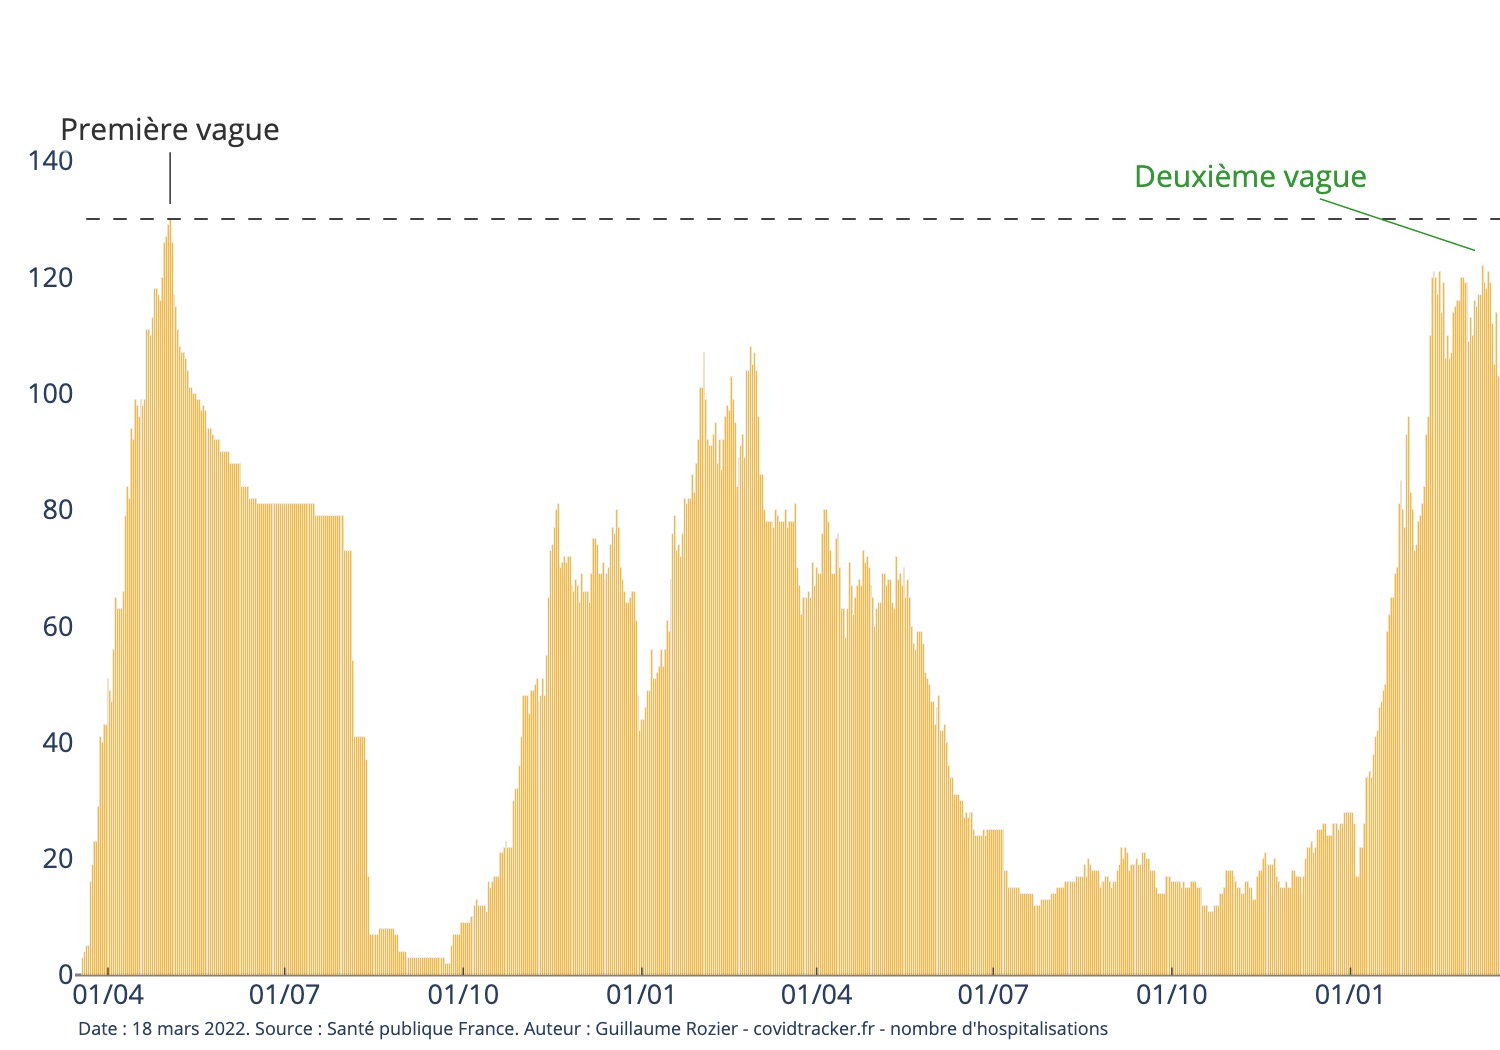 Première vague
140
Deuxième vague
120
100
80
60
40
20
0
01/04 01/07 01/10 01/01 01/04 01/07 01/10 01/01
Date : 18 mars 2022. Source : Santé publique France. Auteur : Guillaume Rozier - covidtracker.fr - nombre d'hospitalisations